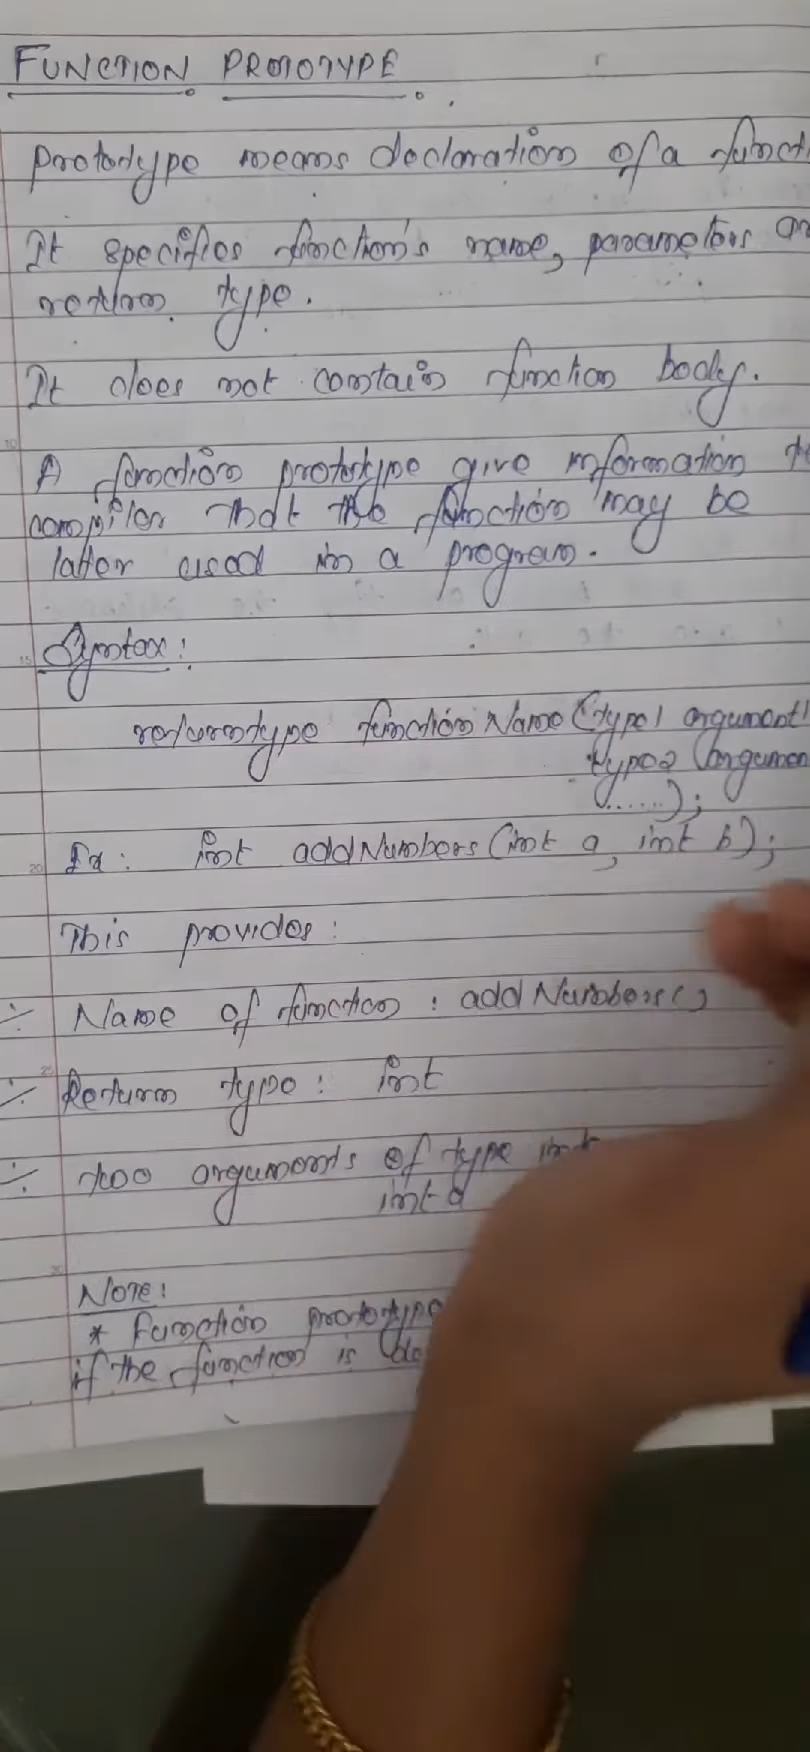 FUNCTION PROTOTYPE
Prototype means declaration of a funct
It specifies function's name, parameters an
return type.
It does not contain function body.
A function prototype give information to
compiler that the function may be
latter used in a program.
Syntax:
returntype functionName(type1 argument1
type2 argumen
......);
Ex: int addNumbers(int a, int b);
This provides:
Name of function: addNumbers()
Return type: int
two arguments of type int
int a
NOTE:
* Function prototype
if the function is de